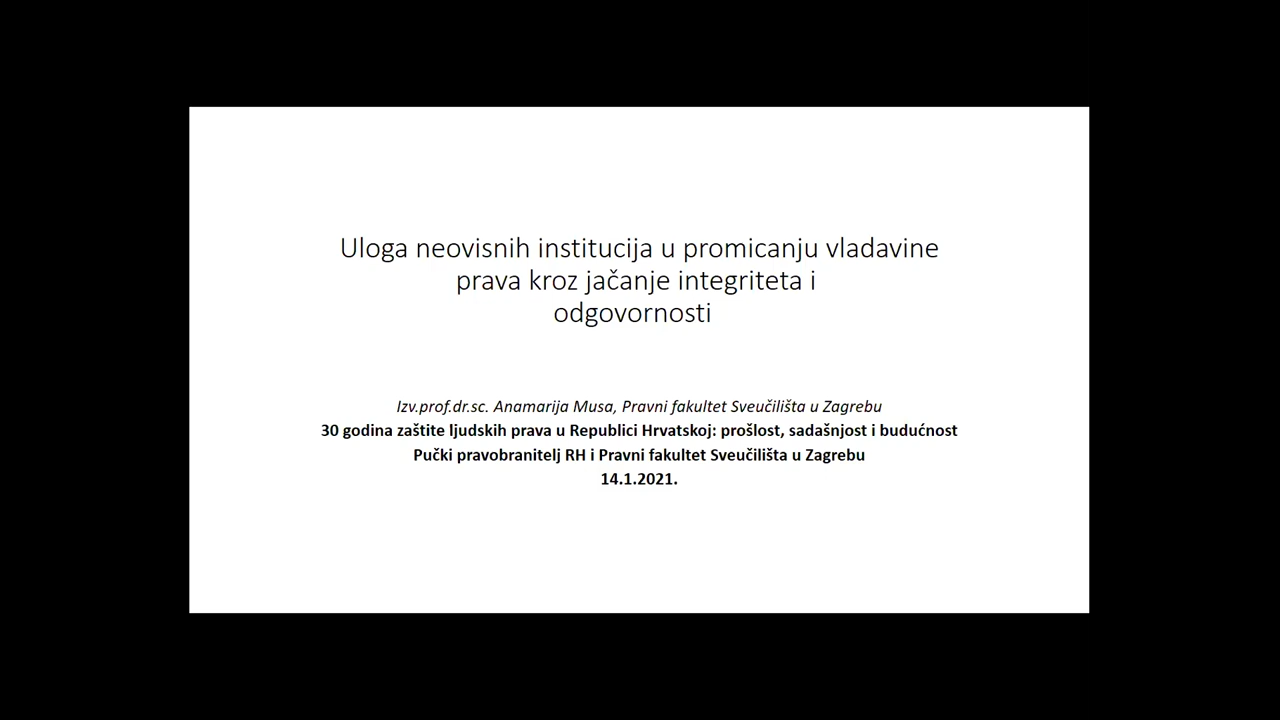 Uloga neovisnih institucija u promicanju vladavine
prava kroz jačanje integriteta i
odgovornosti
Izv.prof.dr.sc. Anamarija Musa, Pravni fakultet Sveučilišta u Zagrebu
30 godina zaštite ljudskih prava u Republici Hrvatskoj: prošlost, sadašnjost i budućnost
Pučki pravobranitelj RH i Pravni fakultet Sveučilišta u Zagrebu
14.1.2021.